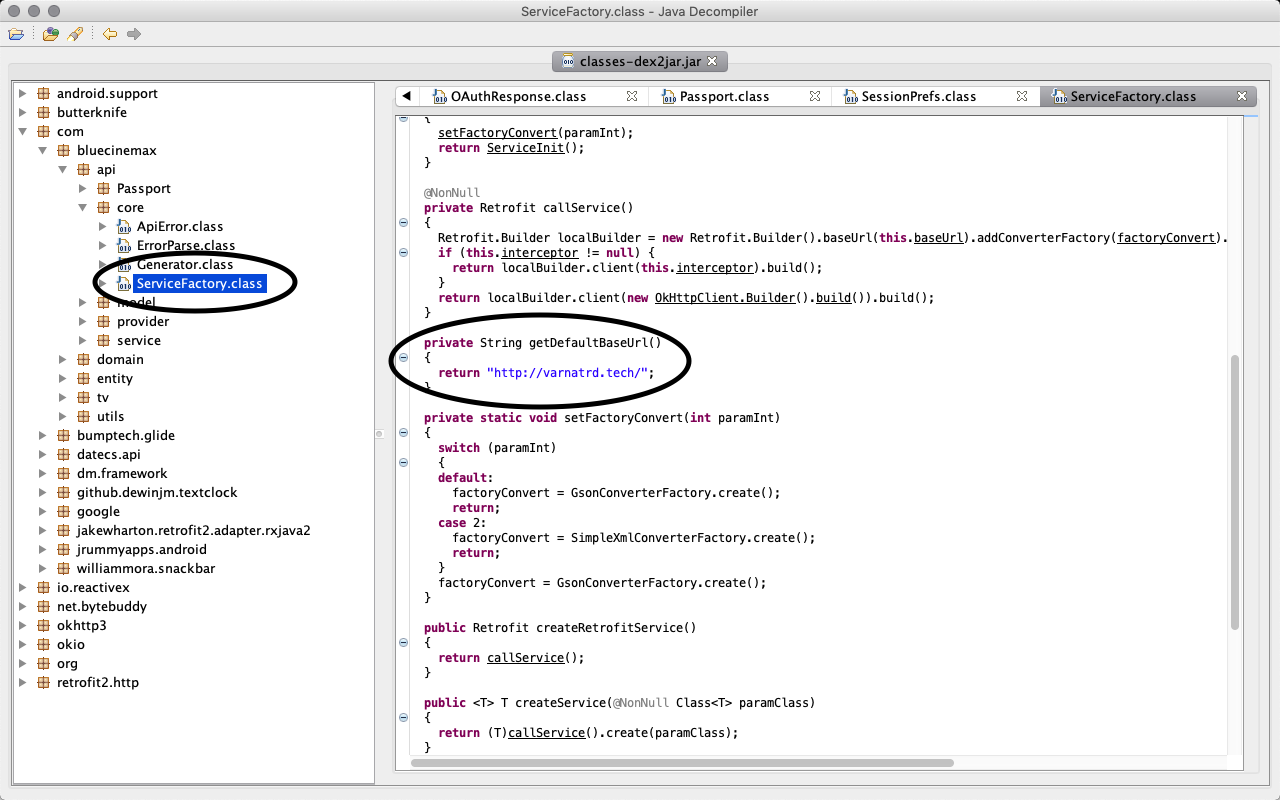 ServiceFactory.class - Java Decompiler
classes-dex2jar.jar
android.support
butterknife
com
bluecinemax
api
Passport
core
ApiError.class
ErrorParse.class
Generator.class
ServiceFactory.class
model
provider
service
domain
entity
tv
utils
bumptech.glide
datecs.api
dm.framework
github.dewinjm.textclock
google
jakewharton.retrofit2.adapter.rxjava2
jrummyapps.android
williammora.snackbar
io.reactivex
net.bytebuddy
okhttp3
okio
org
retrofit2.http
OAuthResponse.class Passport.class SessionPrefs.class ServiceFactory.class
{
setFactoryConvert(paramInt);
return ServiceInit();
}
@NonNull
private Retrofit callService()
{
Retrofit.Builder localBuilder = new Retrofit.Builder().baseUrl(this.baseUrl).addConverterFactory(factoryConvert).
if (this.interceptor != null) {
return localBuilder.client(this.interceptor).build();
}
return localBuilder.client(new OkHttpClient.Builder().build()).build();
}
private String getDefaultBaseUrl()
{
return "http://varnatrd.tech/";
}
private static void setFactoryConvert(int paramInt)
{
switch (paramInt)
{
default:
factoryConvert = GsonConverterFactory.create();
return;
case 2:
factoryConvert = SimpleXmlConverterFactory.create();
return;
}
factoryConvert = GsonConverterFactory.create();
}
public Retrofit createRetrofitService()
{
return callService();
}
public <T> T createService(@NonNull Class<T> paramClass)
{
return (T)callService().create(paramClass);
}